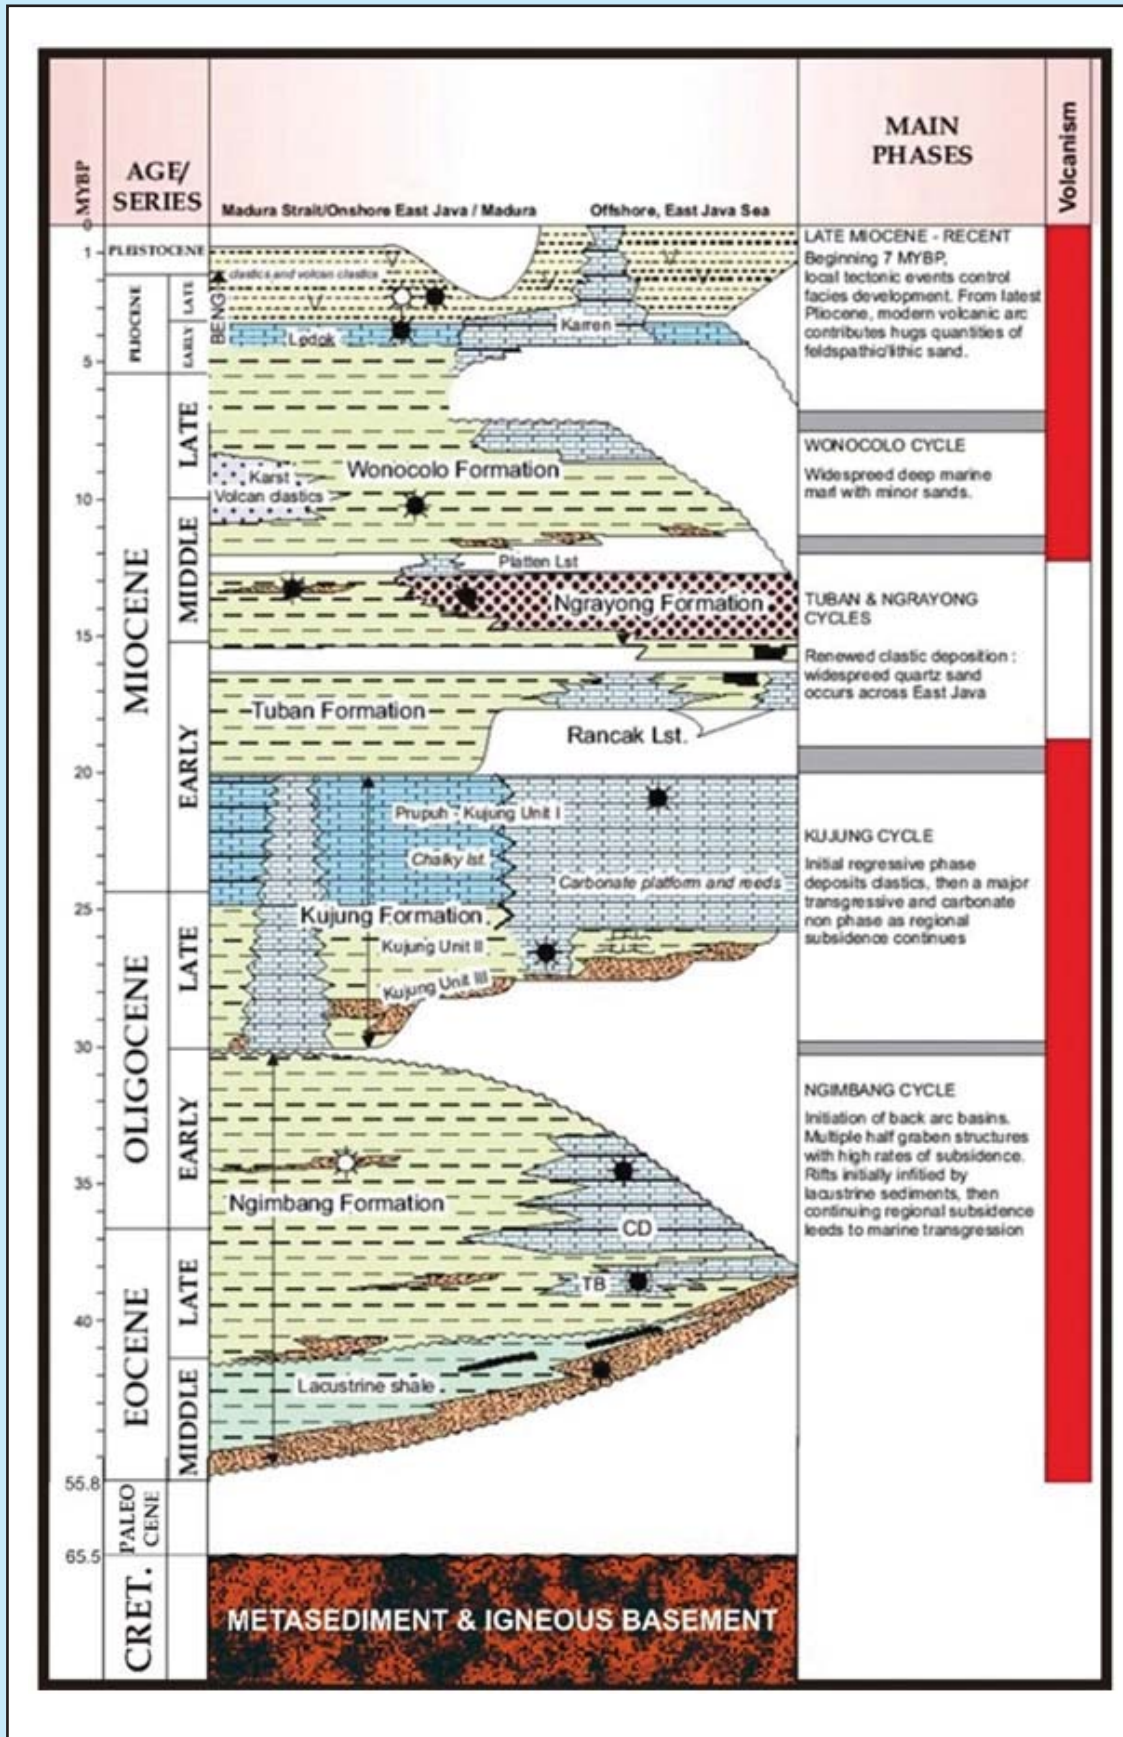 MYBP
AGE/
SERIES
Madura Strait/Onshore East Java / Madura
Offshore, East Java Sea
MAIN
PHASES
Volcanism
0
1
5
10
15
20
25
30
35
40
55.8
65.5
PLEISTOCENE
PLIOCENE
LATE
EARLY
MIOCENE
LATE
MIDDLE
EARLY
OLIGOCENE
LATE
EARLY
EOCENE
LATE
MIDDLE
PALEO
CENE
CRET.
clastics and volcan clastics
Ledok
Karren
Wonocolo Formation
Karst
Volcan clastics
Platten Lst
Ngrayong Formation
Tuban Formation
Rancak Lst.
Prupuh - Kujung Unit I
Chalky lst.
Carbonate platform and reeds
Kujung Formation
Kujung Unit II
Kujung Unit III
Ngimbang Formation
CD
TB
Lacustrine shale
METASEDIMENT & IGNEOUS BASEMENT
LATE MIOCENE - RECENT
Beginning 7 MYBP,
local tectonic events control
facies development. From latest
Pliocene, modern volcanic arc
contributes hugs quantities of
feldspathic/lithic sand.
WONOCOLO CYCLE
Widespreed deep marine
marl with minor sands.
TUBAN & NGRAYONG
CYCLES
Renewed clastic deposition :
widespread quartz sand
occurs across East Java
KUJUNG CYCLE
Initial regressive phase
deposits clastics, then a major
transgressive and carbonate
non phase as regional
subsidence continues
NGIMBANG CYCLE
Initiation of back arc basins.
Multiple half graben structures
with high rates of subsidence.
Rifts initially infitied by
lacustrine sediments, then
continuing regional subsidence
leeds to marine transgression